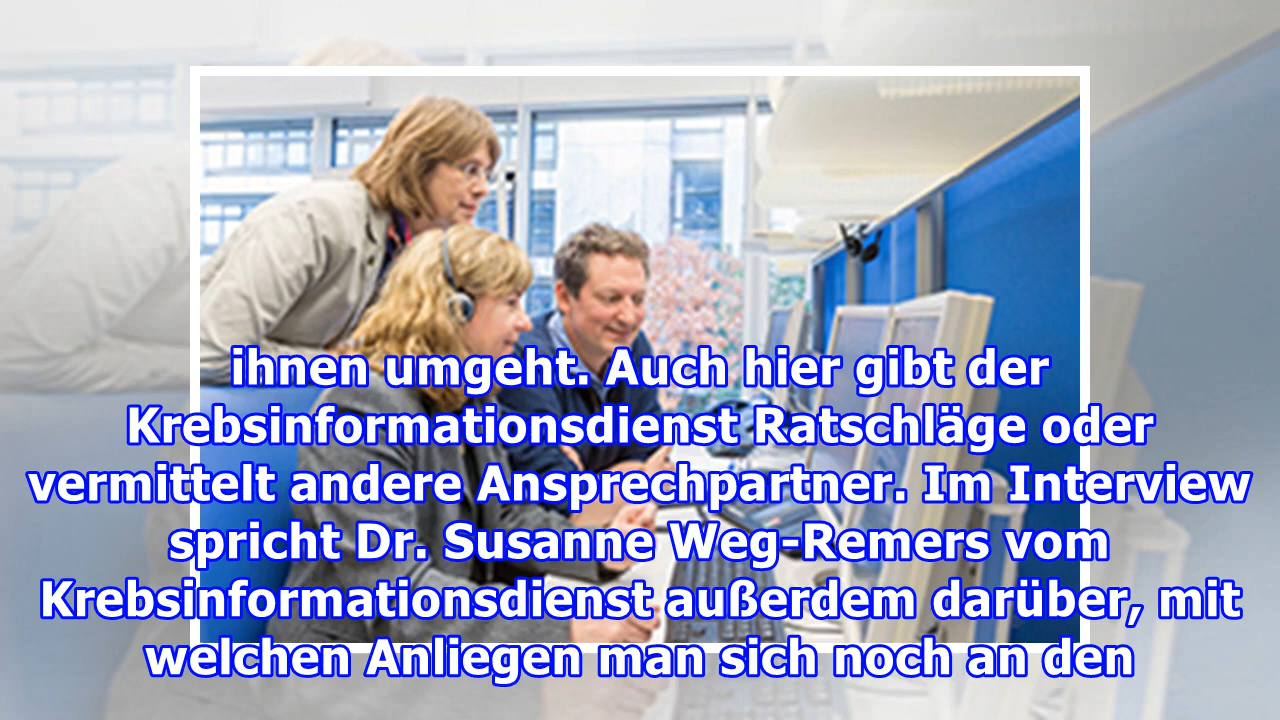 ihnen umgeht. Auch hier gibt der
Krebsinformationsdienst Ratschläge oder
vermittelt andere Ansprechpartner. Im Interview
spricht Dr. Susanne Weg-Remers vom
Krebsinformationsdienst außerdem darüber, mit
welchen Anliegen man sich noch an den